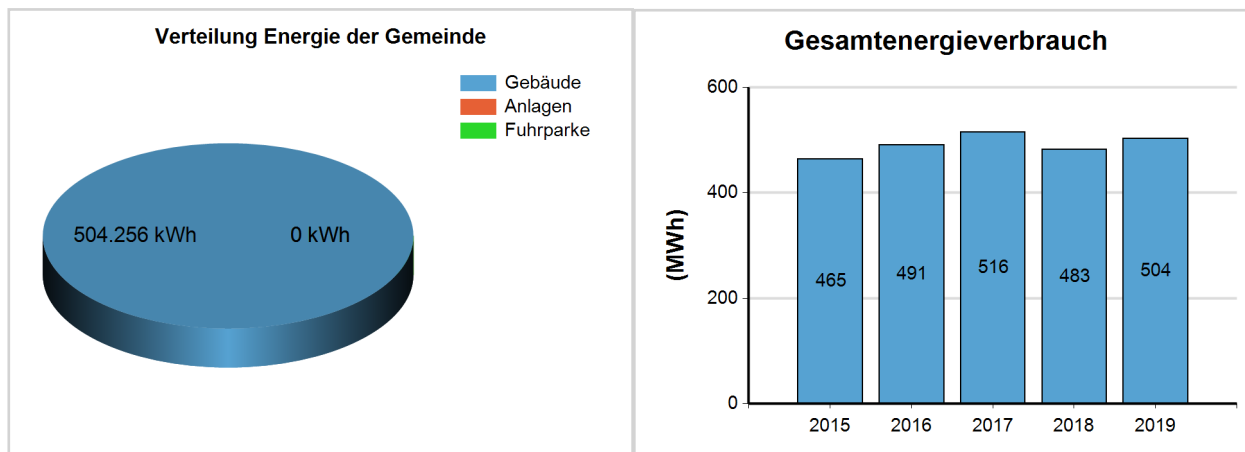 Verteilung Energie der Gemeinde
Gebäude
Anlagen
Fuhrparke
504.256 kWh
0 kWh
Gesamtenergieverbrauch
(MWh)
600
400
200
0
465
491
516
483
504
2015
2016
2017
2018
2019